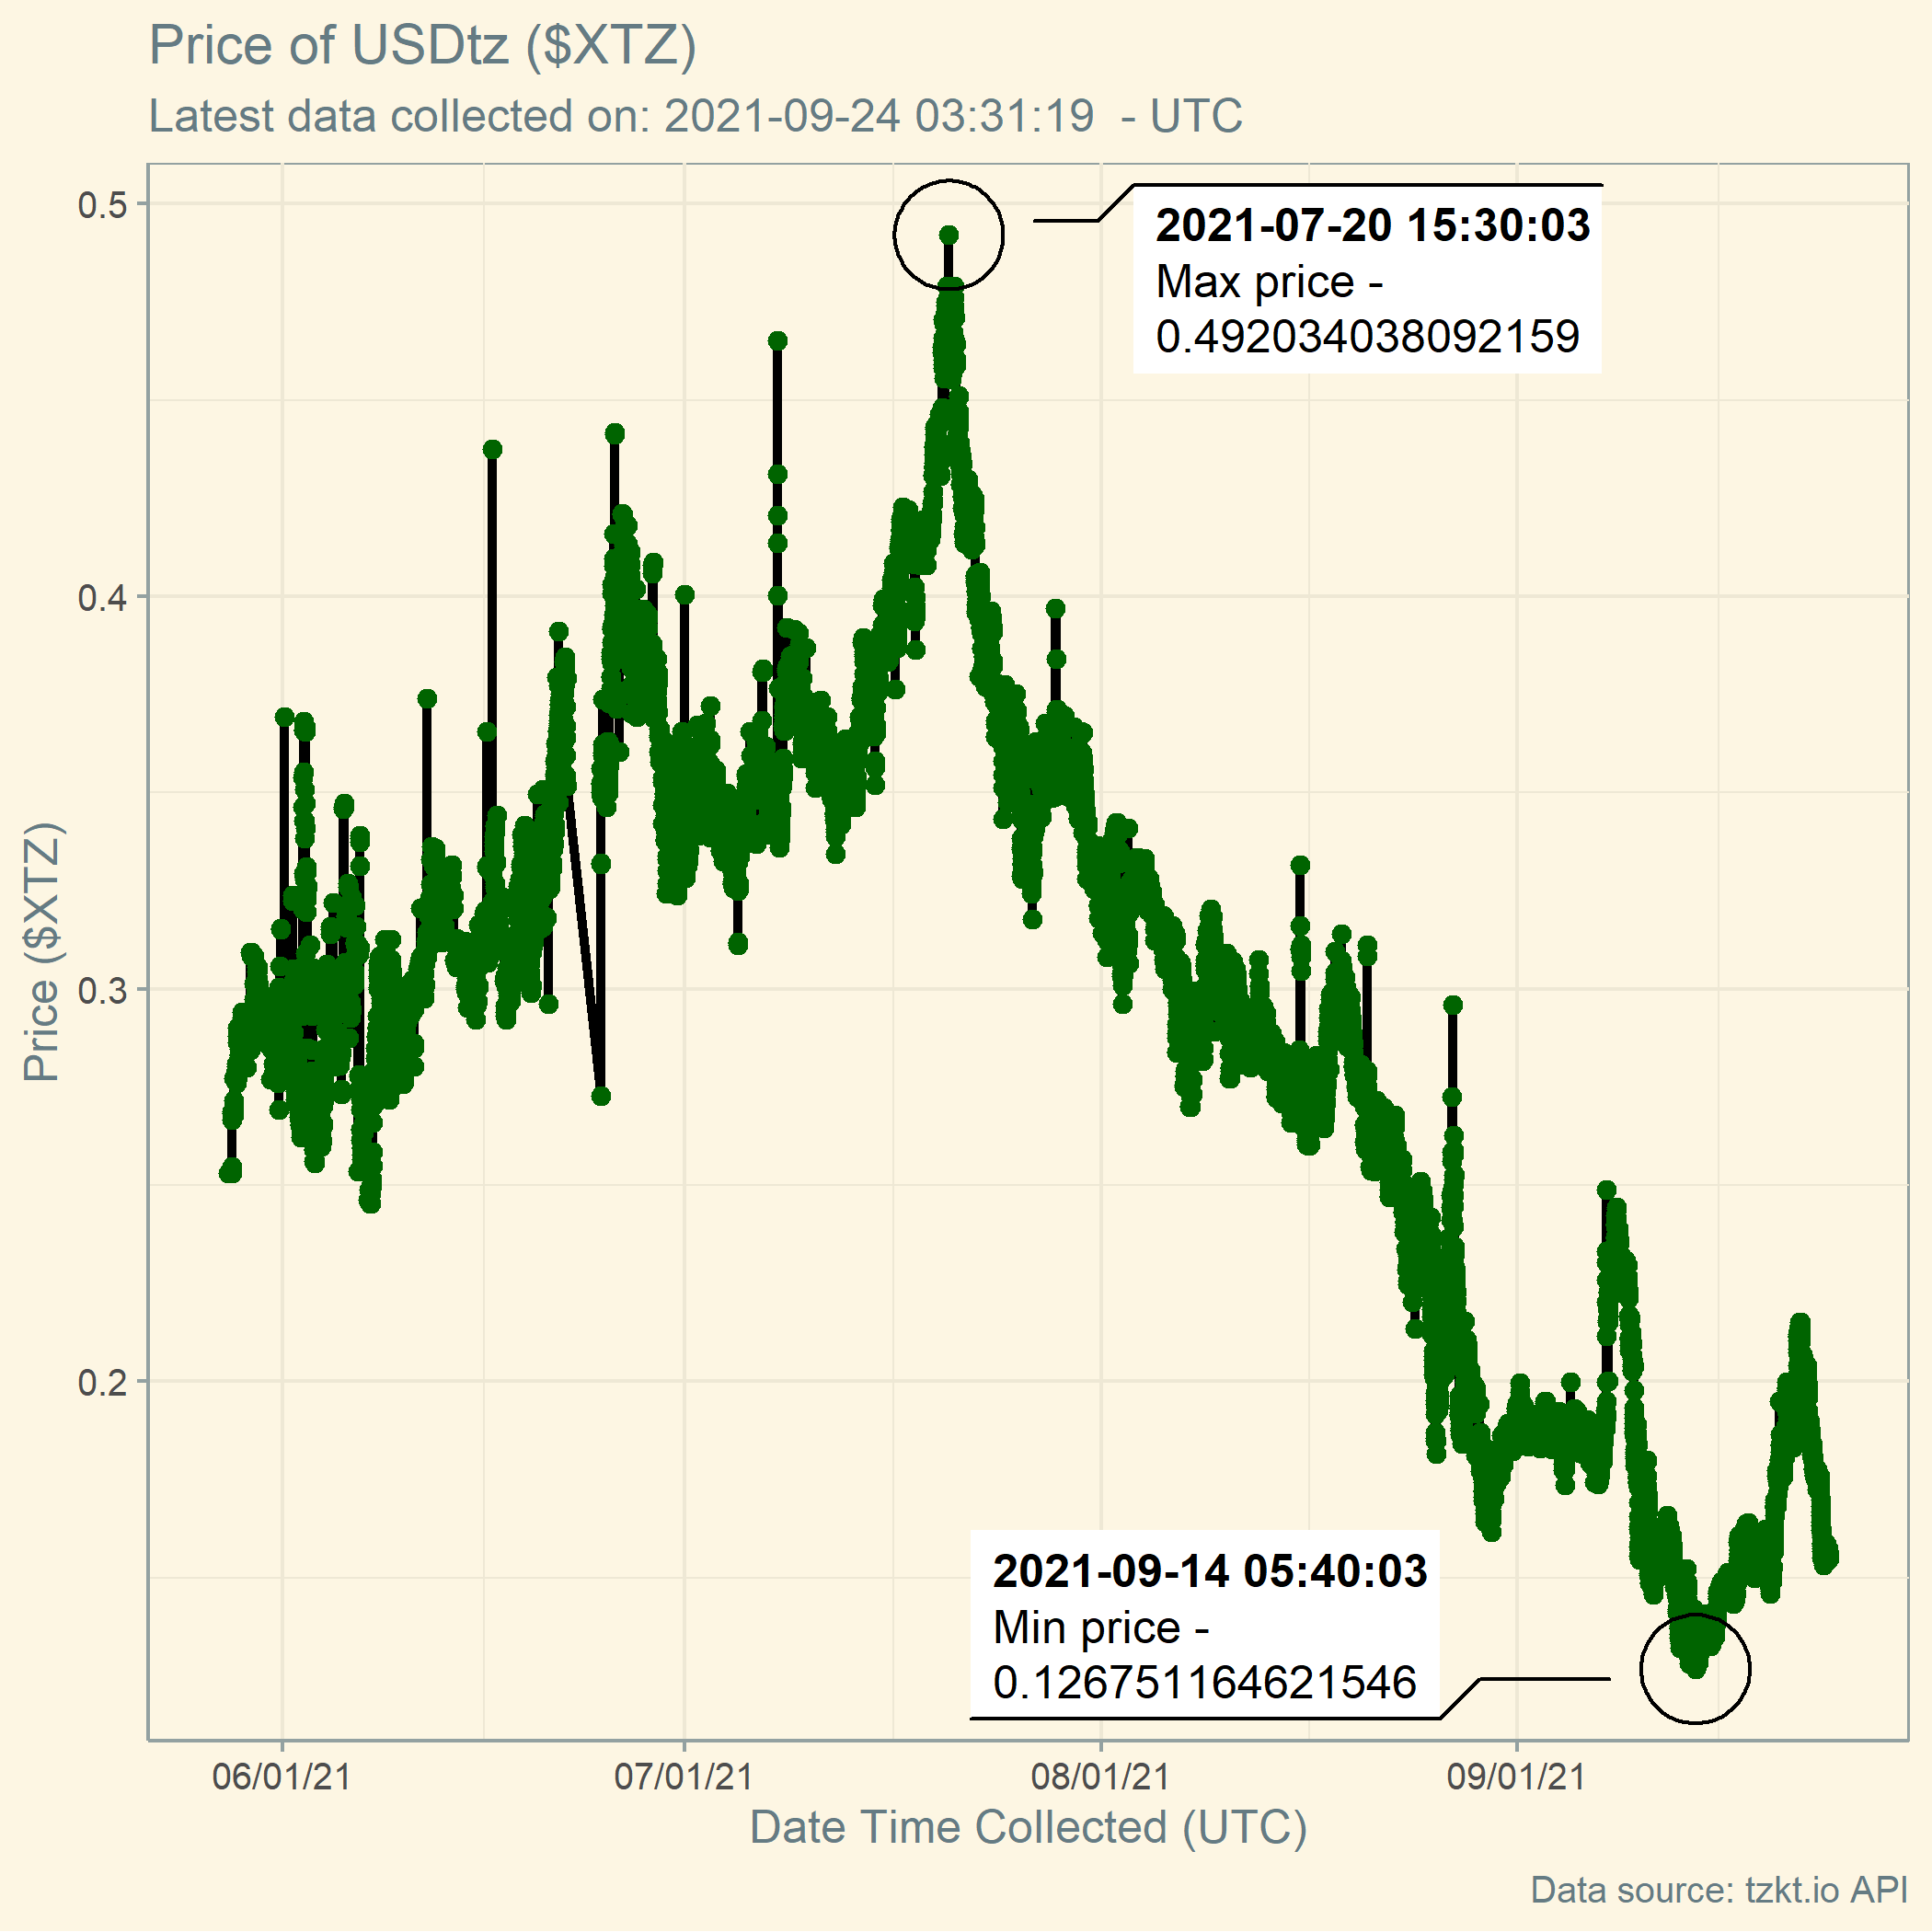 Price of USDtz ($XTZ)
Latest data collected on: 2021-09-24 03:31:19  - UTC
0.5
0.4
0.3
0.2
Price ($XTZ)
2021-07-20 15:30:03
Max price -
0.492034038092159
2021-09-14 05:40:03
Min price -
0.126751164621546
06/01/21
07/01/21
08/01/21
09/01/21
Date Time Collected (UTC)
Data source: tzkt.io API